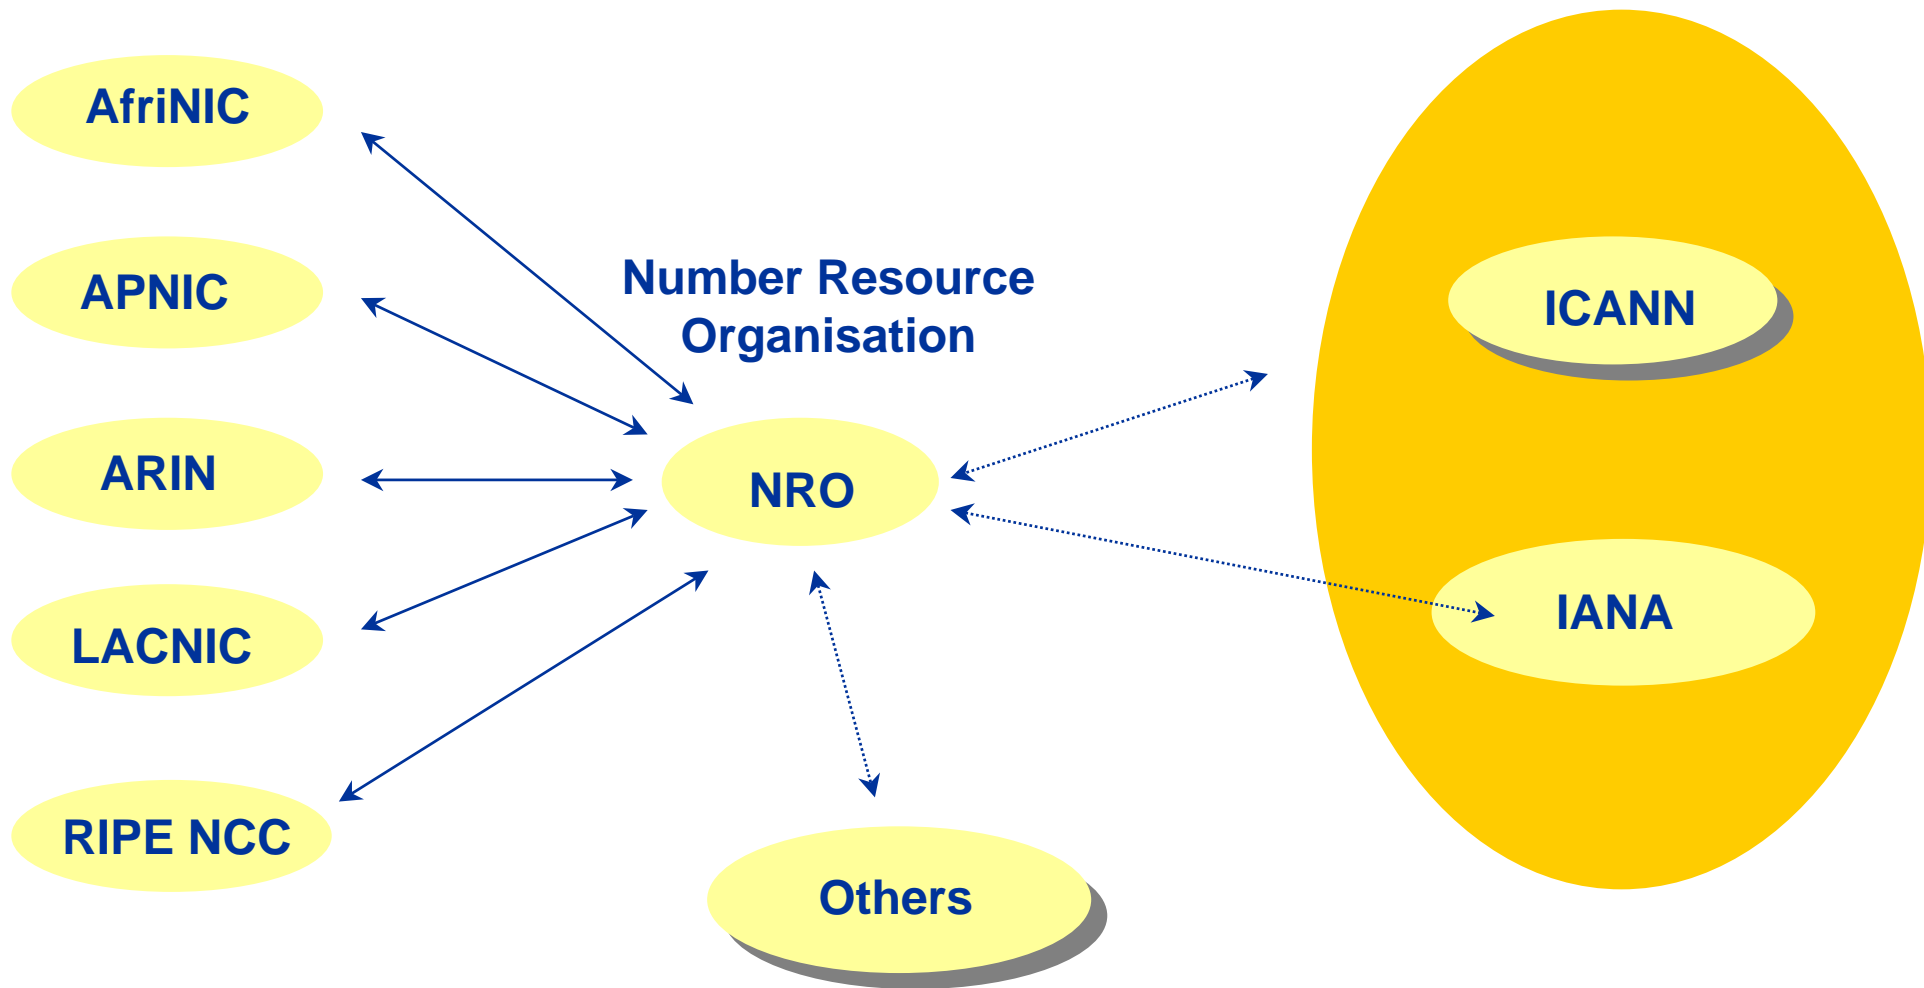 AfriNIC
APNIC
ARIN
LACNIC
RIPE NCC
Number Resource
Organisation
NRO
Others
ICANN
IANA